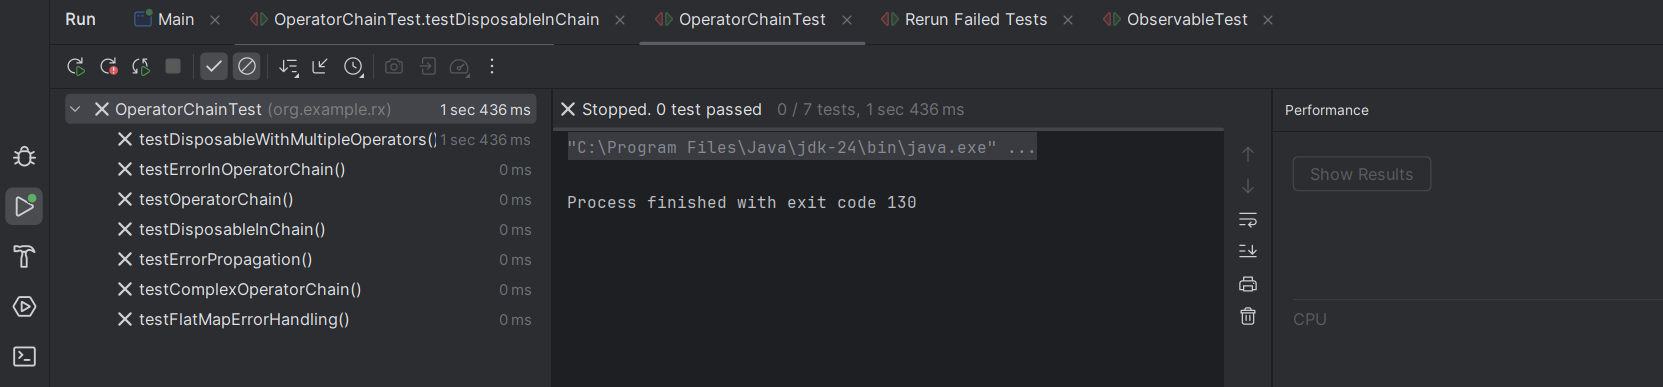 Run Main OperatorChainTest.testDisposableInChain OperatorChainTest Rerun Failed Tests ObservableTest
OperatorChainTest (org.example.rx) 1 sec 436 ms
testDisposableWithMultipleOperators() 1 sec 436 ms
testErrorInOperatorChain() 0 ms
testOperatorChain() 0 ms
testDisposableInChain() 0 ms
testErrorPropagation() 0 ms
testComplexOperatorChain() 0 ms
testFlatMapErrorHandling() 0 ms
Stopped. 0 test passed 0 / 7 tests, 1 sec 436 ms
"C:\Program Files\Java\jdk-24\bin\java.exe" ...
Process finished with exit code 130
Performance
Show Results
CPU